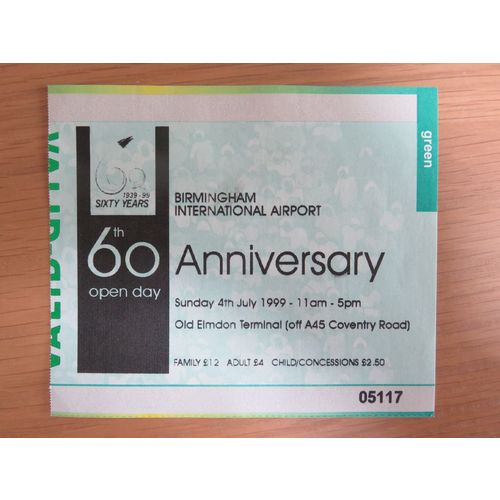 1939-99
SIXTY YEARS
60th
open day
BIRMINGHAM
INTERNATIONAL AIRPORT
Anniversary
Sunday 4th July 1999 - 11am - 5pm
Old Elmdon Terminal (off A45 Coventry Road)
FAMILY £12 ADULT £4 CHILD/CONCESSIONS £2.50
05117
green
VALID